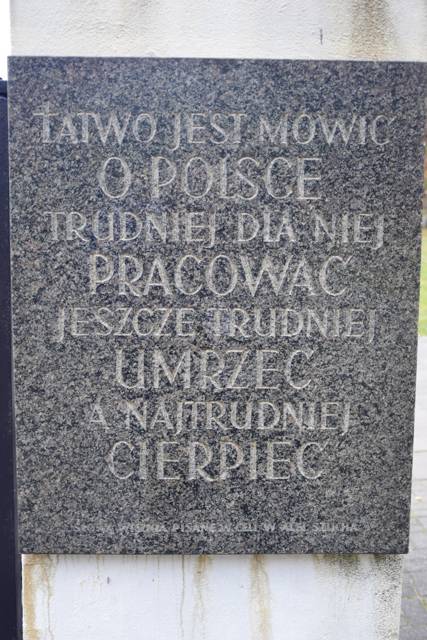 ŁATWO JEST MÓWIĆ
O POLSCE
TRUDNIEJ DLA NIEJ
PRACOWAĆ
JESZCZE TRUDNIEJ
UMRZEĆ
A NAJTRUDNIEJ
CIERPIEĆ
SŁOWA WIĘŹNIA PISANE W CELI W ALEI SZUCHA